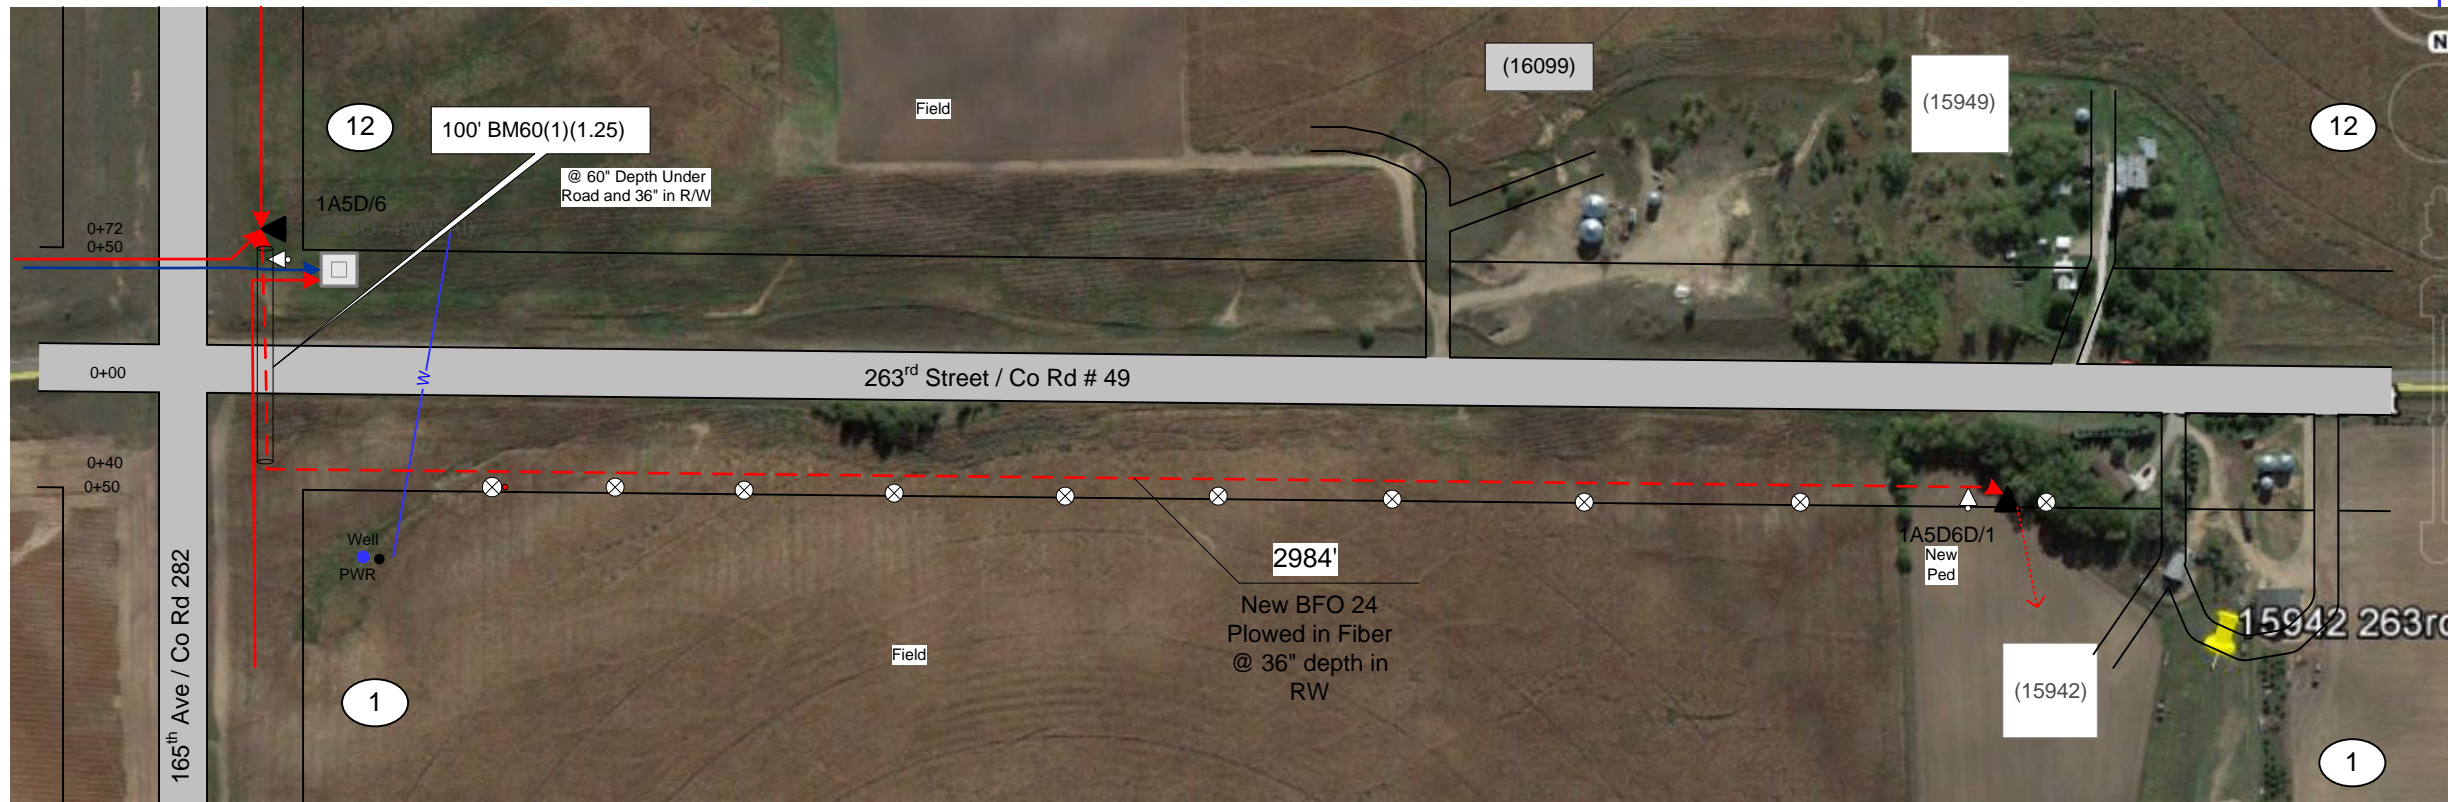 N
(16099)
(15949)
12
12
Field
100' BM60(1)(1.25)
@ 60" Depth Under
Road and 36" in R/W
1A5D/6
0+72
0+50
0+00
263rd Street / Co Rd # 49
W
0+40
0+50
Well
PWR
165th Ave / Co Rd 282
2984'
New BFO 24
Plowed in Fiber
@ 36" depth in
RW
1A5D6D/1
New
Ped
15942 263rd
Field
(15942)
1
1